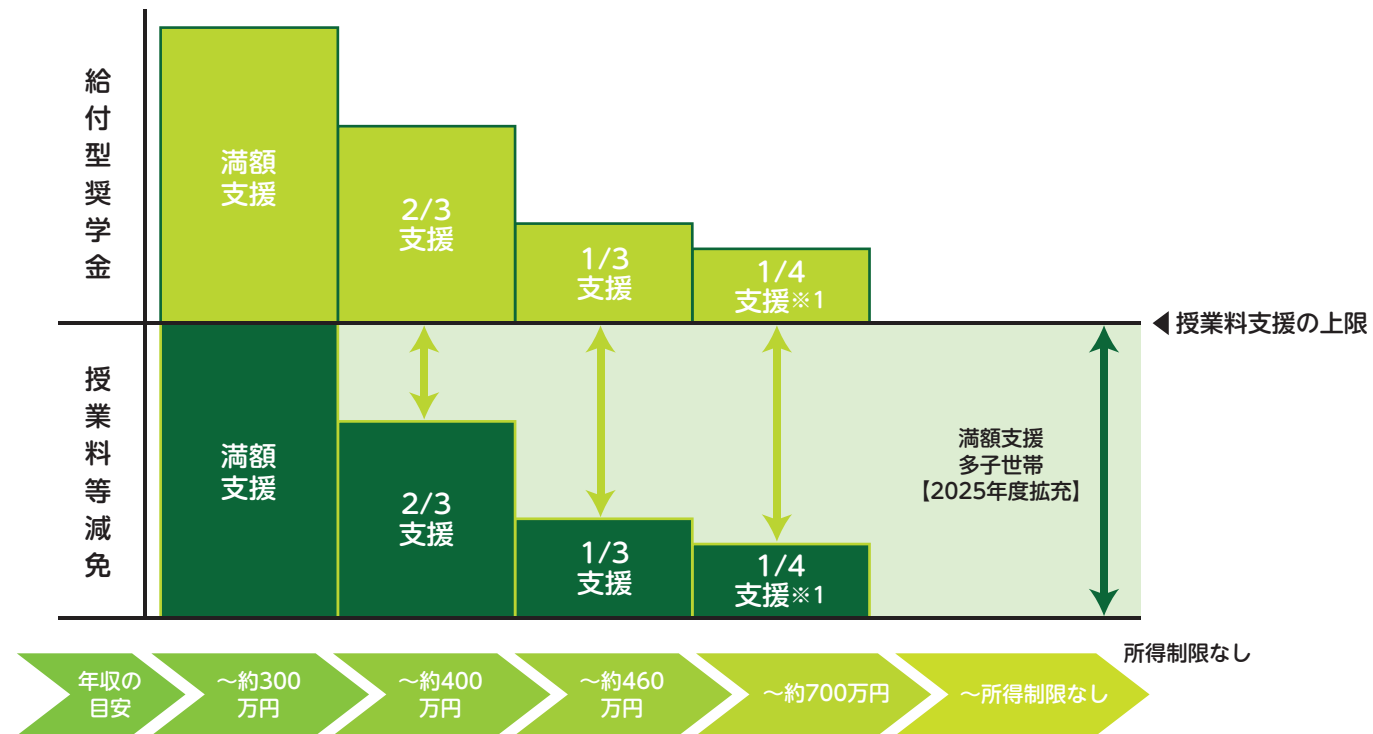 給付型奨学金
満額
支援
2/3
支援
1/3
支援
1/4
支援※1
◀授業料支援の上限
授業料等減免
満額
支援
2/3
支援
1/3
支援
1/4
支援※1
満額支援
多子世帯
【2025年度拡充】
所得制限なし
年収の
目安
～約300
万円
～約400
万円
～約460
万円
～約700万円
～所得制限なし